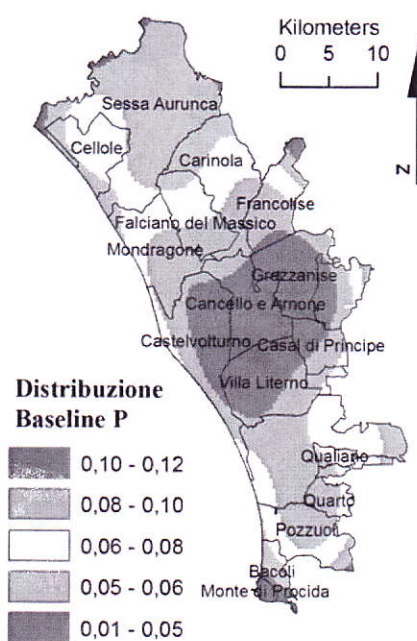 Kilometers
0 5 10
Sessa Aurunca
Cellole
Carinola
N
Francolise
Falciano del Massico
Mondragone
Grezzanise
Cancello e Arnone
Castelvolturno
Casal di Principe
Villa Literno
Distribuzione
Baseline P
0,10 - 0,12
0,08 - 0,10
0,06 - 0,08
0,05 - 0,06
0,01 - 0,05
Qualiano
Quarto
Pozzuoli
Bacoli
Monte di Procida